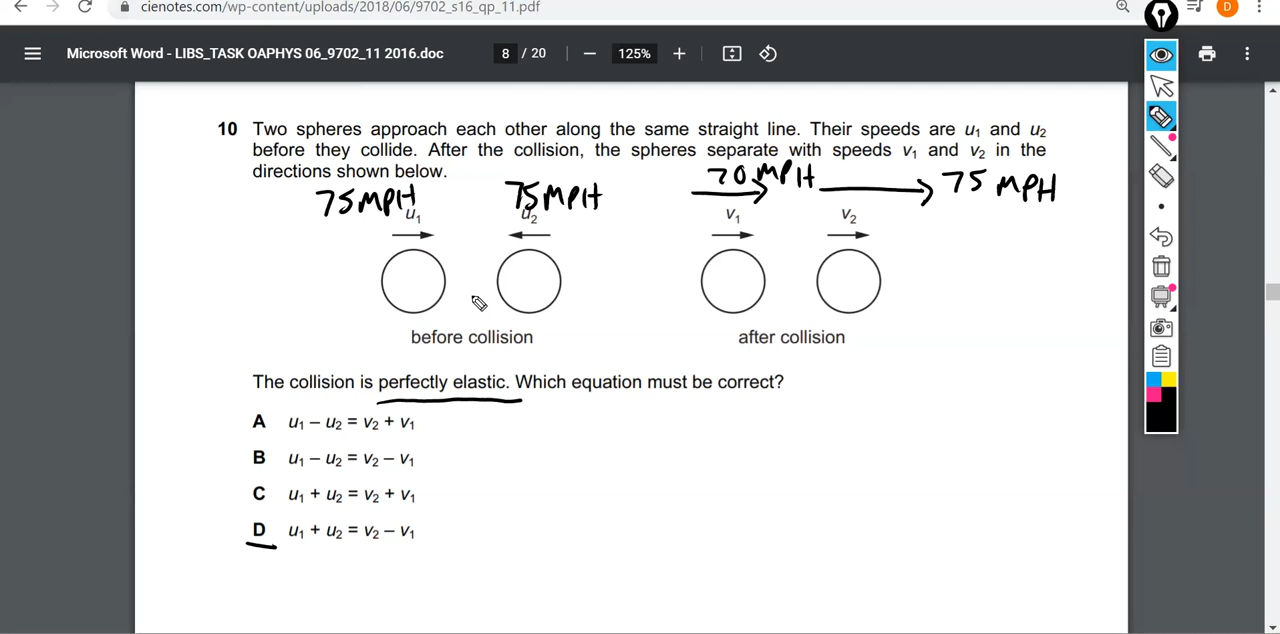 cienotes.com/wp-content/uploads/2018/06/9702_s16_qp_11.pdf
D
Microsoft Word - LIBS_TASK OAPHYS 06_9702_11 2016.doc
8 / 20
125%
10 Two spheres approach each other along the same straight line. Their speeds are u₁ and u₂
before they collide. After the collision, the spheres separate with speeds v₁ and v₂ in the
directions shown below.
75MPH 75MPH 70 MPH 75 MPH
u₁ u₂ v₁ v₂
before collision after collision
The collision is perfectly elastic. Which equation must be correct?
A u₁ – u₂ = v₂ + v₁
B u₁ – u₂ = v₂ – v₁
C u₁ + u₂ = v₂ + v₁
D u₁ + u₂ = v₂ – v₁